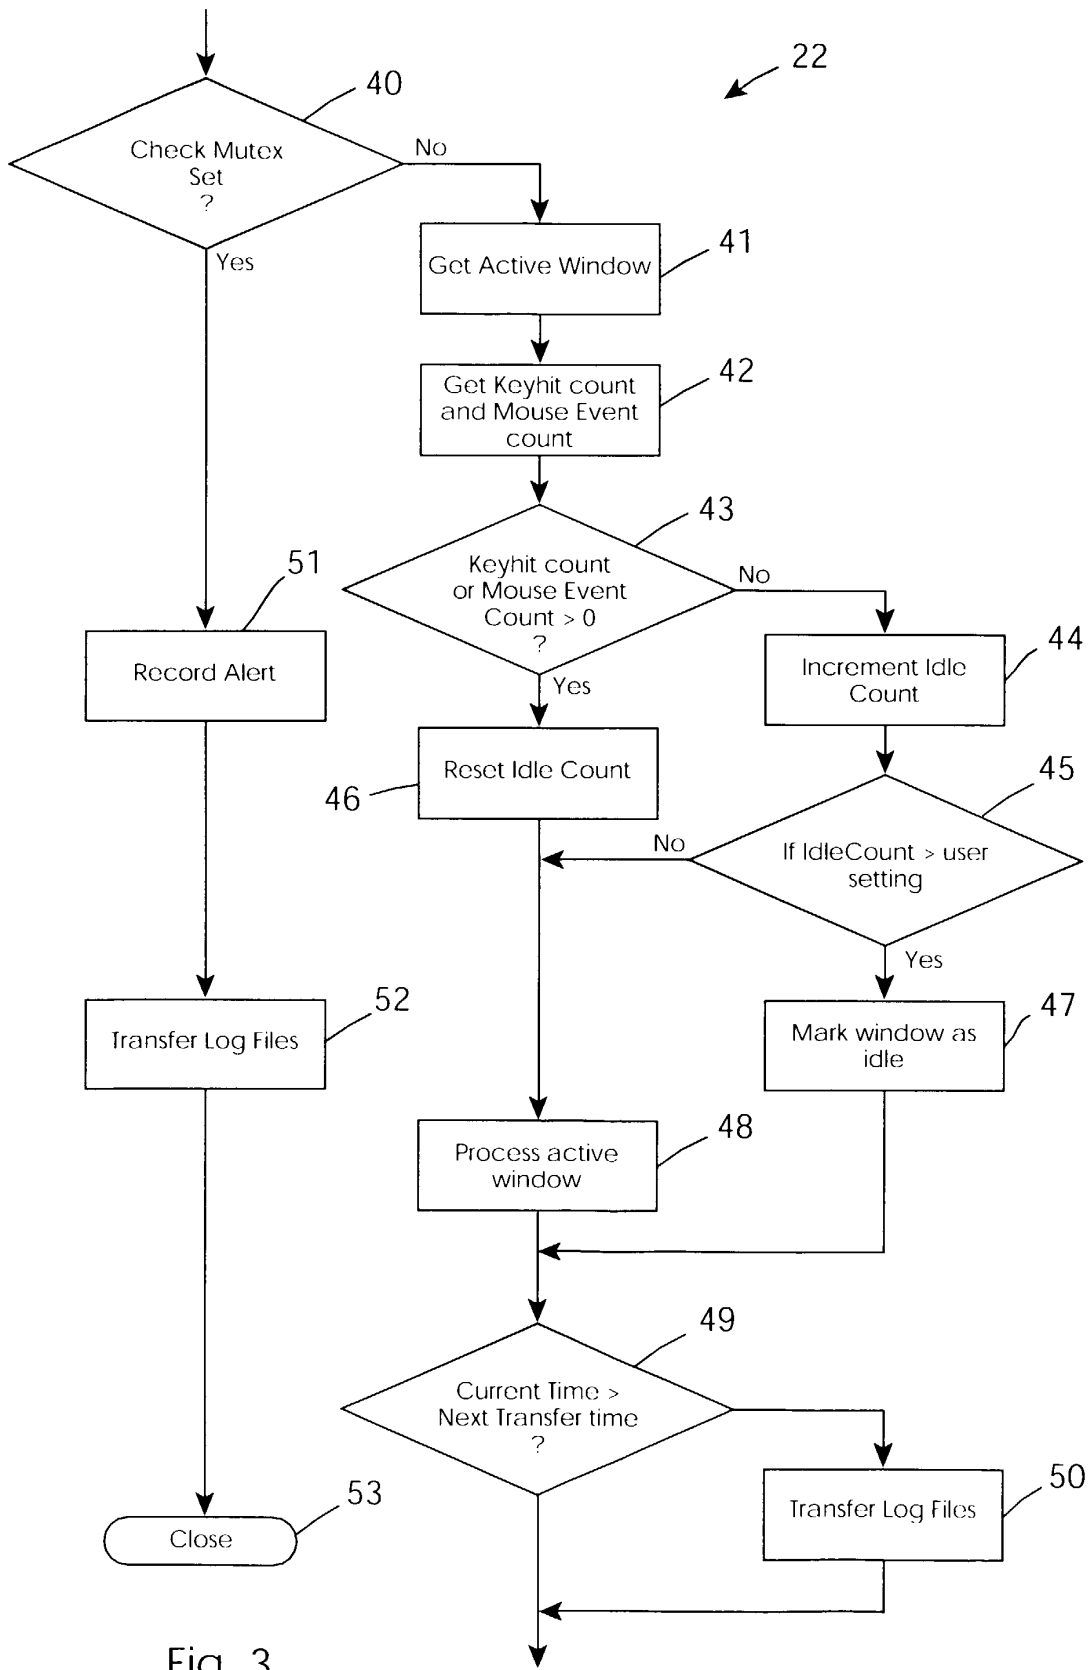 22
40
Check Mutex
Set
?
No
Yes
41
Get Active Window
42
Get Keyhit count
and Mouse Event
count
43
Keyhit count
or Mouse Event
Count > 0
?
No
Yes
51
Record Alert
44
Increment Idle
Count
Reset Idle Count
46
45
If IdleCount > user
setting
No
Yes
52
Transfer Log Files
47
Mark window as
idle
48
Process active
window
49
Current Time >
Next Transfer time
?
50
Transfer Log Files
53
Close
Fig. 3